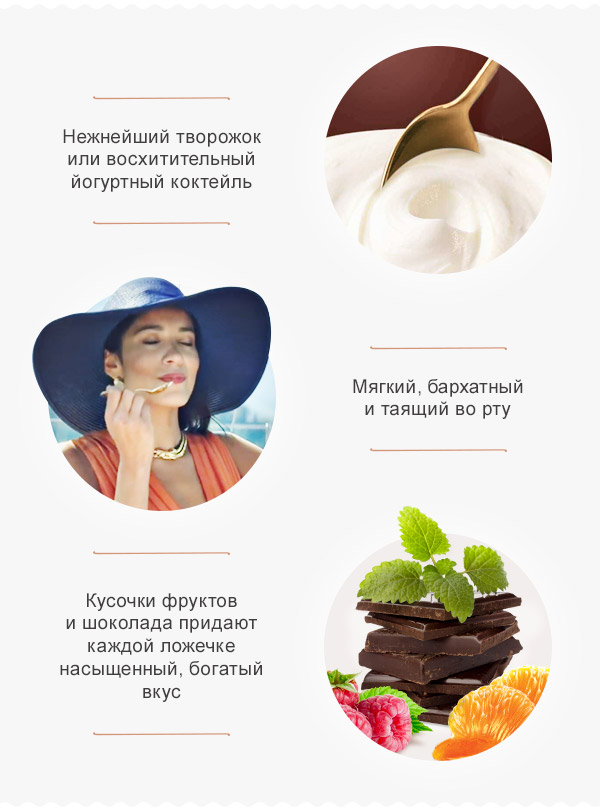 Нежнейший творожок
или восхитительный
йогуртный коктейль
Мягкий, бархатный
и таящий во рту
Кусочки фруктов
и шоколада придают
каждой ложечке
насыщенный, богатый
вкус